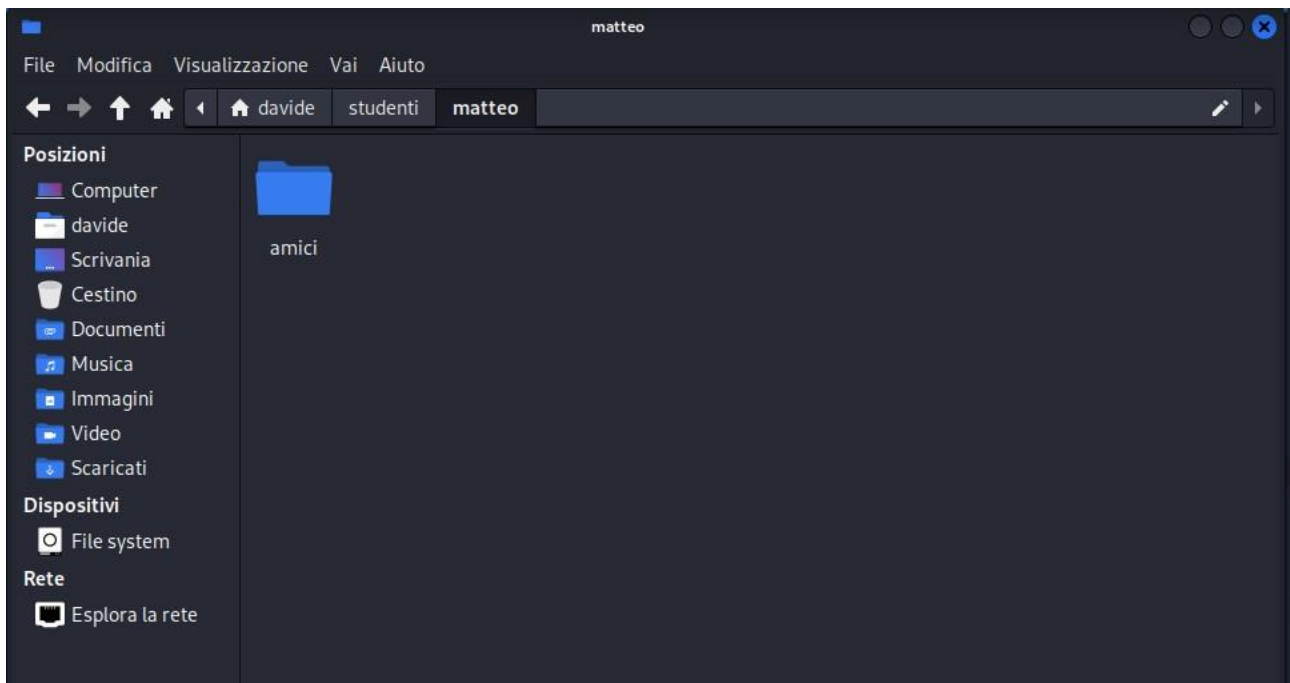 matteo
File Modifica Visualizzazione Vai Aiuto
davide studenti matteo
Posizioni
Computer
davide
Scrivania
Cestino
Documenti
Musica
Immagini
Video
Scaricati
Dispositivi
File system
Rete
Esplora la rete
amici